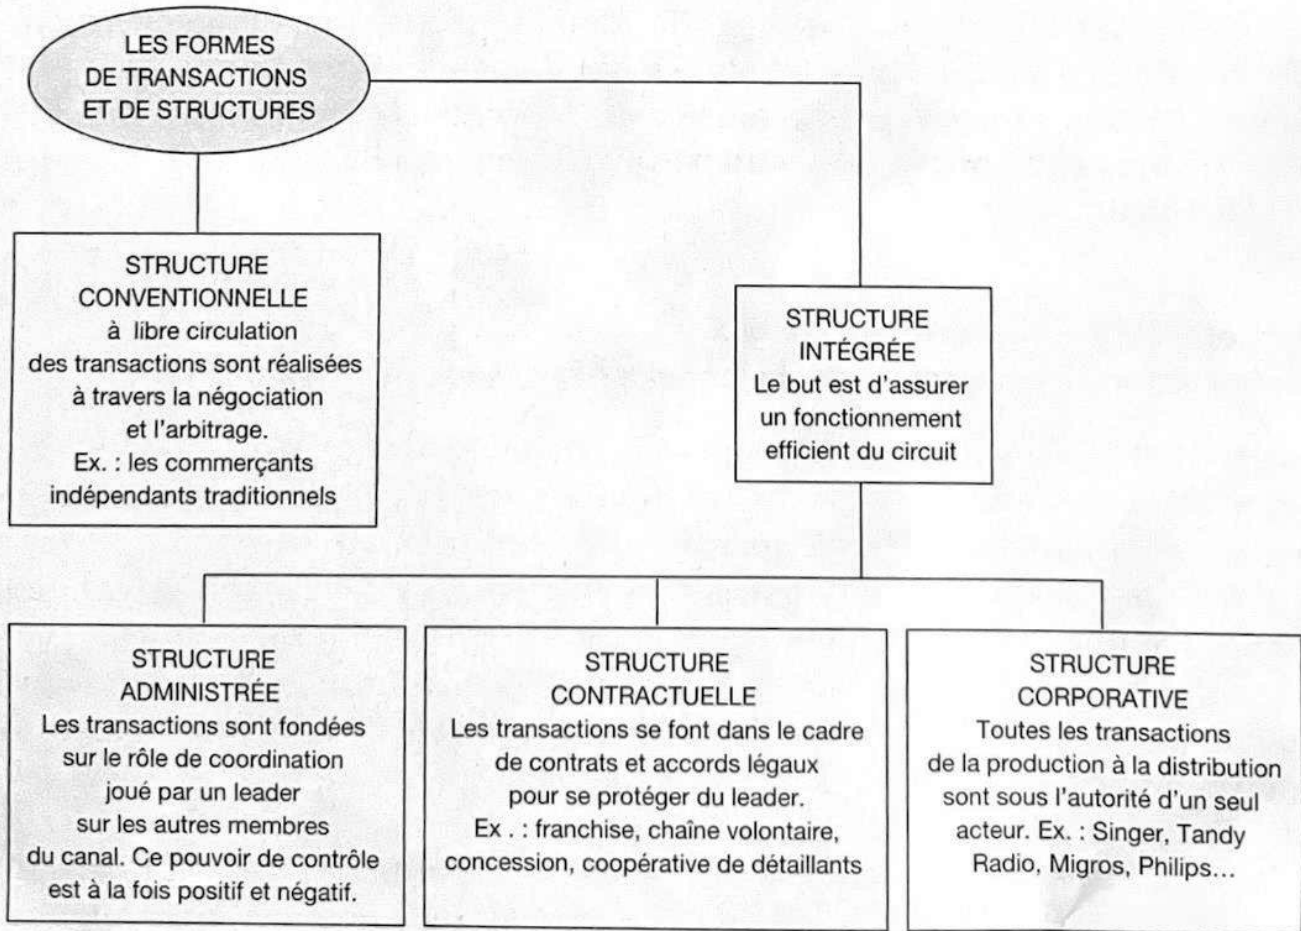 LES FORMES
DE TRANSACTIONS
ET DE STRUCTURES
STRUCTURE
CONVENTIONNELLE
à libre circulation
des transactions sont réalisées
à travers la négociation
et l'arbitrage.
Ex. : les commerçants
indépendants traditionnels
STRUCTURE
INTÉGRÉE
Le but est d'assurer
un fonctionnement
efficient du circuit
STRUCTURE
ADMINISTRÉE
Les transactions sont fondées
sur le rôle de coordination
joué par un leader
sur les autres membres
du canal. Ce pouvoir de contrôle
est à la fois positif et négatif.
STRUCTURE
CONTRACTUELLE
Les transactions se font dans le cadre
de contrats et accords légaux
pour se protéger du leader.
Ex . : franchise, chaîne volontaire,
concession, coopérative de détaillants
STRUCTURE
CORPORATIVE
Toutes les transactions
de la production à la distribution
sont sous l'autorité d'un seul
acteur. Ex. : Singer, Tandy
Radio, Migros, Philips...